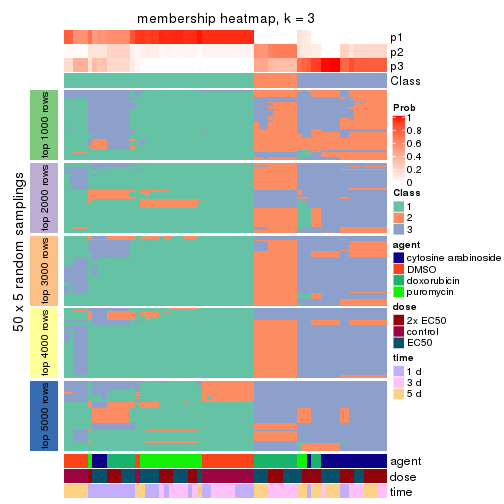 membership heatmap, k = 3
p1
p2
p3
Class
50 x 5 random samplings
top 1000 rows
top 2000 rows
top 3000 rows
top 4000 rows
top 5000 rows
agent
dose
time
Prob
1
0.8
0.6
0.4
0.2
0
Class
1
2
3
agent
cytosine arabinoside
DMSO
doxorubicin
puromycin
dose
2x EC50
control
EC50
time
1 d
3 d
5 d